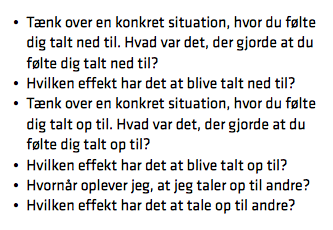 • Tænk over en konkret situation, hvor du følte
dig talt ned til. Hvad var det, der gjorde at du
følte dig talt ned til?
• Hvilken effekt har det at blive talt ned til?
• Tænk over en konkret situation, hvor du følte
dig talt op til. Hvad var det, der gjorde at du
følte dig talt op til?
• Hvilken effekt har det at blive talt op til?
• Hvornår oplever jeg, at jeg taler op til andre?
• Hvilken effekt har det at tale op til andre?